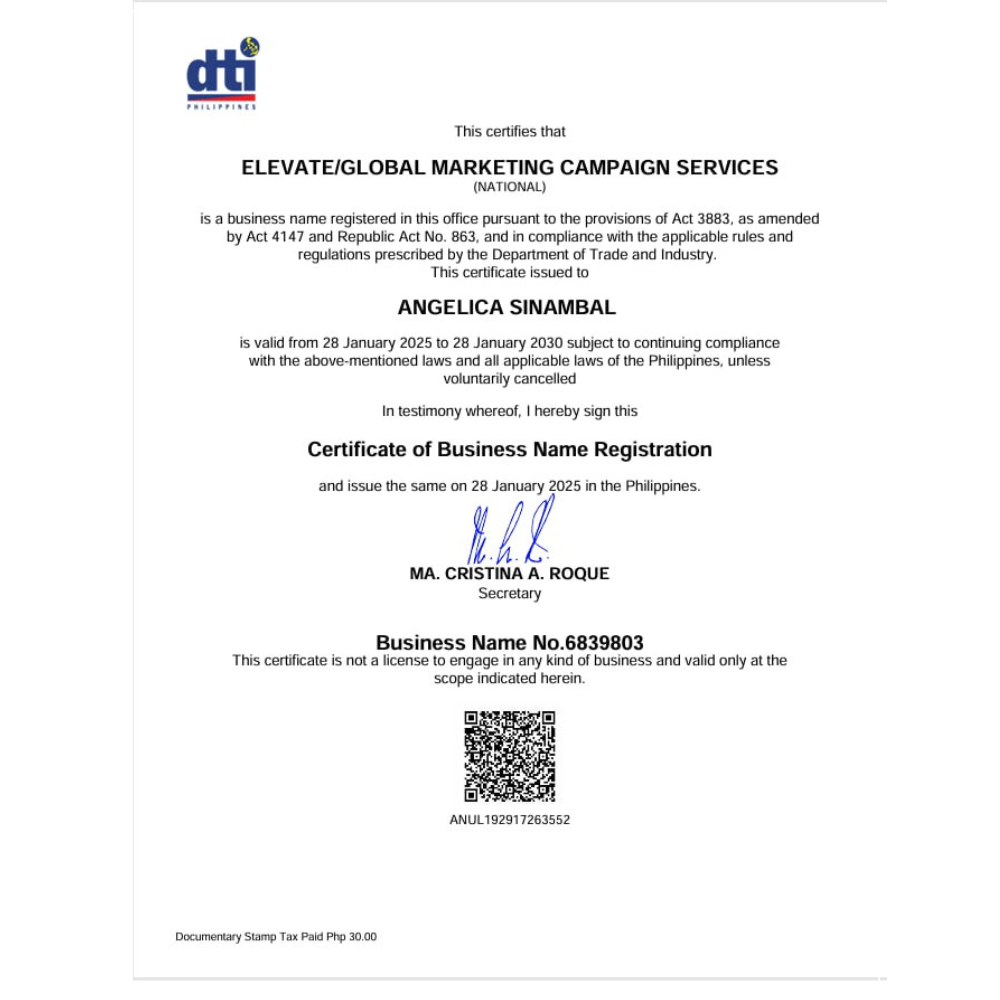 dti
PHILIPPINES
This certifies that
ELEVATE/GLOBAL MARKETING CAMPAIGN SERVICES
(NATIONAL)
is a business name registered in this office pursuant to the provisions of Act 3883, as amended
by Act 4147 and Republic Act No. 863, and in compliance with the applicable rules and
regulations prescribed by the Department of Trade and Industry.
This certificate issued to
ANGELICA SINAMBAL
is valid from 28 January 2025 to 28 January 2030 subject to continuing compliance
with the above-mentioned laws and all applicable laws of the Philippines, unless
voluntarily cancelled
In testimony whereof, I hereby sign this
Certificate of Business Name Registration
and issue the same on 28 January 2025 in the Philippines.
MA. CRISTINA A. ROQUE
Secretary
Business Name No.6839803
This certificate is not a license to engage in any kind of business and valid only at the
scope indicated herein.
ANUL192917263552
Documentary Stamp Tax Paid Php 30.00